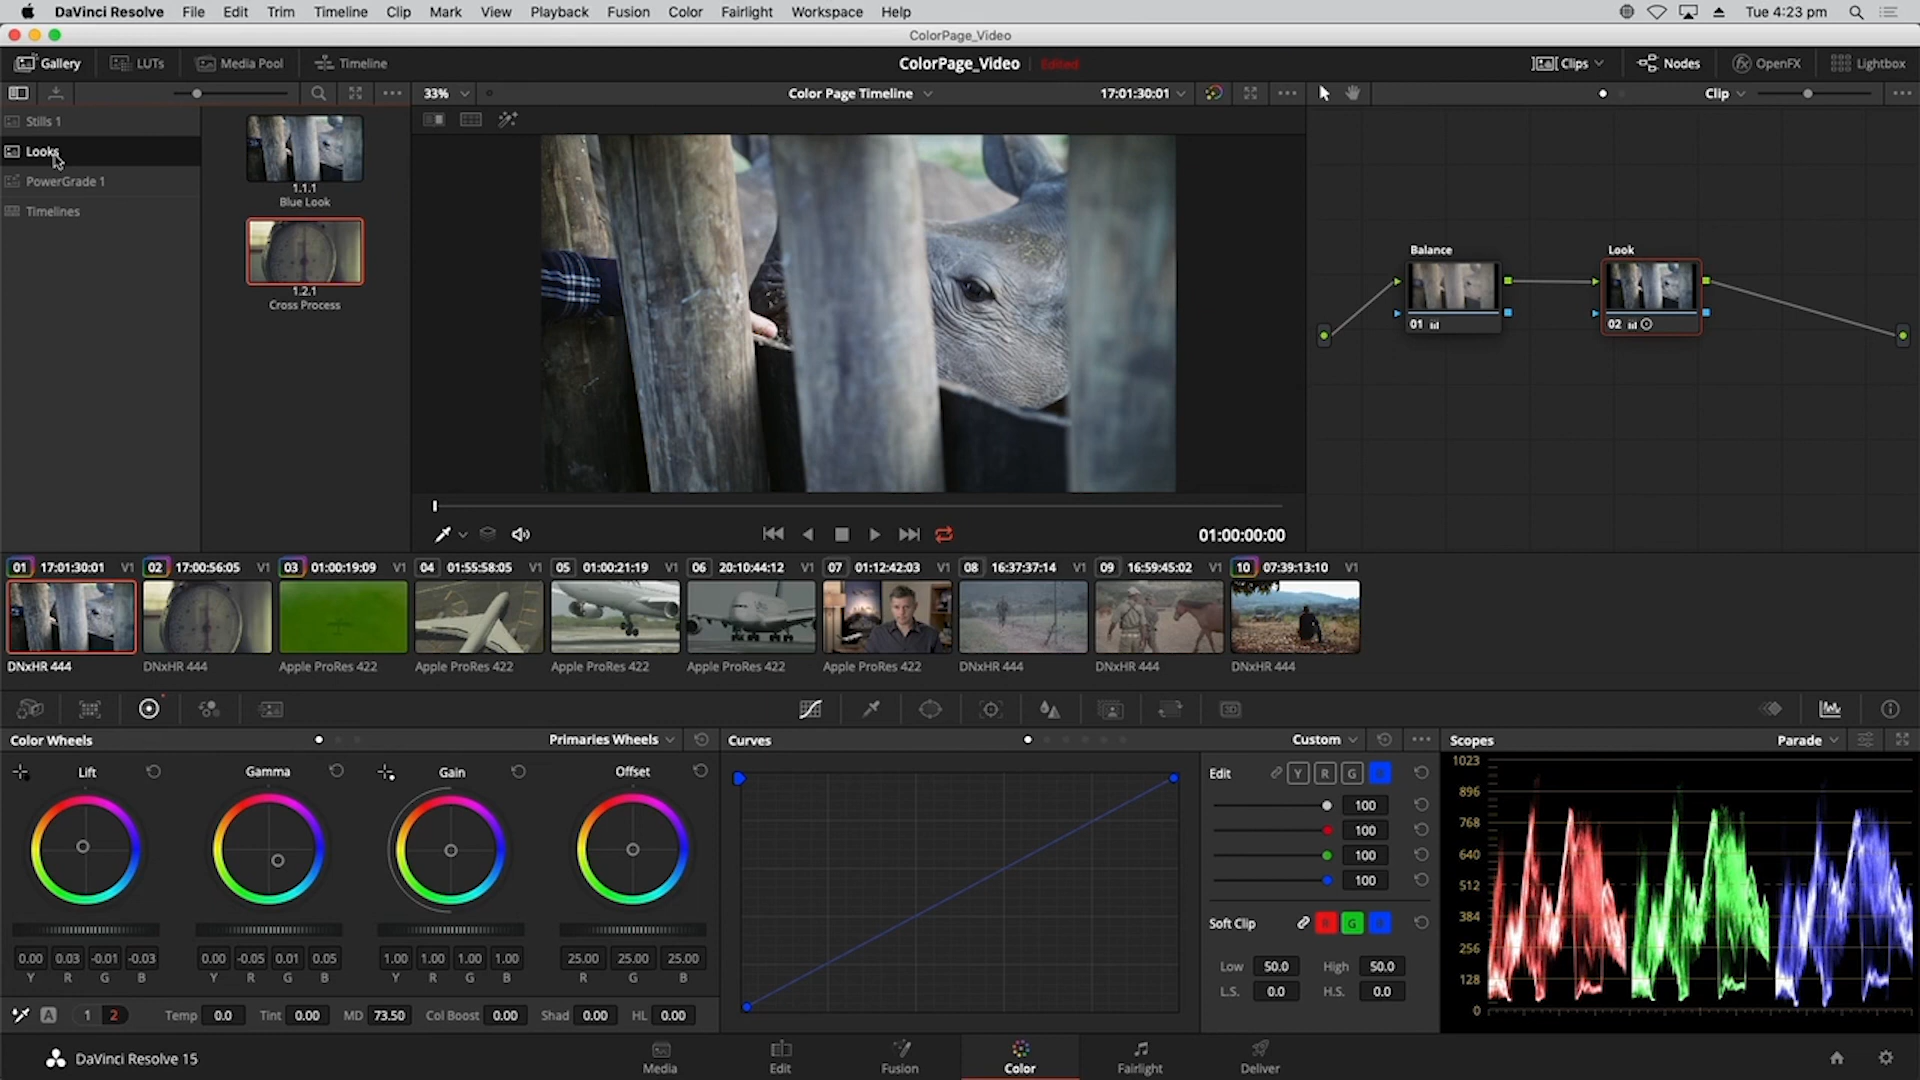 DaVinci Resolve File Edit Trim Timeline Clip Mark View Playback Fusion Color Fairlight Workspace Help Tue 4:23 pm
ColorPage_Video
Gallery LUTs Media Pool Timeline ColorPage_Video Edited Clips Nodes OpenFX Lightbox
33% Color Page Timeline 17:01:30:01 Clip
Stills 1
Looks
PowerGrade 1
Timelines
1.1.1
Blue Look
1.2.1
Cross Process
Balance Look
01 02
01:00:00:00
01 17:01:30:01 V1 02 17:00:56:05 V1 03 01:00:19:09 V1 04 01:55:58:05 V1 05 01:00:21:19 V1 06 20:10:44:12 V1 07 01:12:42:03 V1 08 16:37:37:14 V1 09 16:59:45:02 V1 10 07:39:13:10 V1
DNxHR 444 DNxHR 444 Apple ProRes 422 Apple ProRes 422 Apple ProRes 422 Apple ProRes 422 Apple ProRes 422 DNxHR 444 DNxHR 444 DNxHR 444
3D
Color Wheels Primaries Wheels Curves Custom Scopes Parade
Lift Gamma Gain Offset
0.00 0.03 -0.01 -0.03 0.00 -0.05 0.01 0.05 1.00 1.00 1.00 1.00 25.00 25.00 25.00
Y R G B Y R G B Y R G B R G B
A 1 2 Temp 0.0 Tint 0.00 MD 73.50 Col Boost 0.00 Shad 0.00 HL 0.00
Edit Y R G
100
100
100
100
Soft Clip G
Low 50.0 High 50.0
L.S. 0.0 H.S. 0.0
1023
896
768
640
512
384
256
128
0
DaVinci Resolve 15 Media Edit Fusion Color Fairlight Deliver